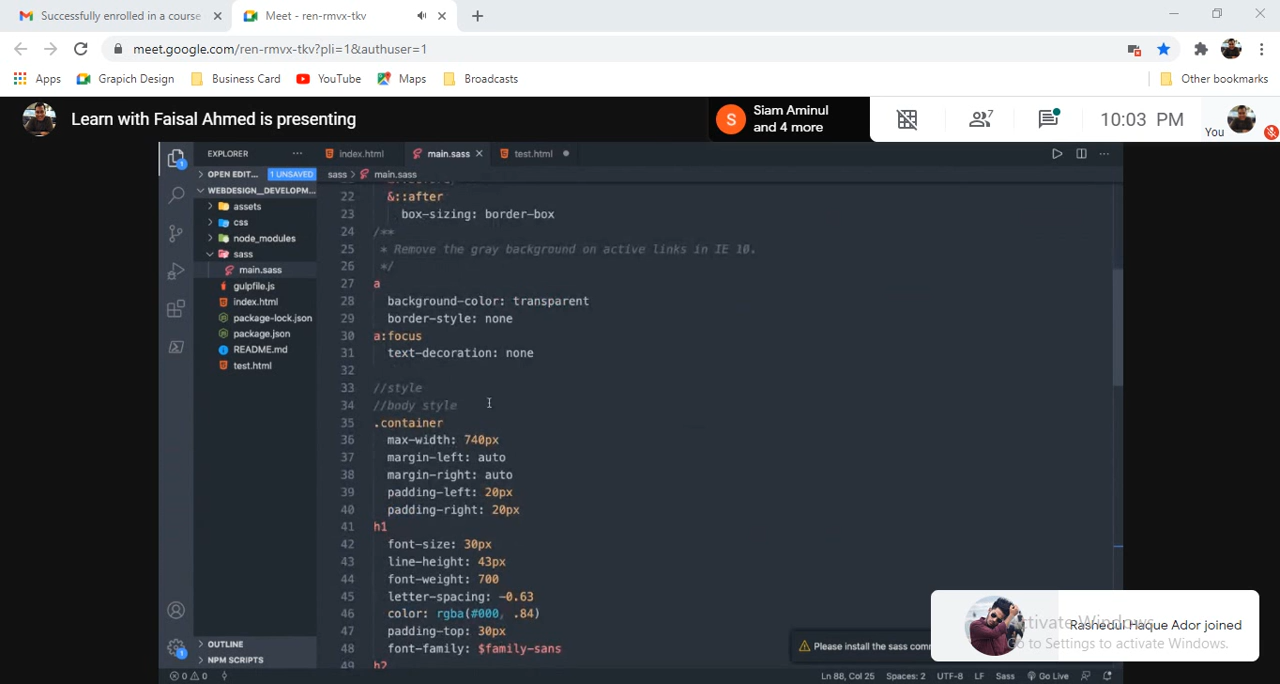 Successfully enrolled in a course
Meet - ren-rmvx-tkv
meet.google.com/ren-rmvx-tkv?pli=1&authuser=1
Apps
Grapich Design
Business Card
YouTube
Maps
Broadcasts
Other bookmarks
Learn with Faisal Ahmed is presenting
S
Siam Aminul
and 4 more
7
10:03 PM
You
EXPLORER
index.html
main.sass
test.html
1
OPEN EDIT...
1 UNSAVED
sass
main.sass
WEBDESIGN__DEVELOPM...
assets
css
node_modules
sass
main.sass
gulpfile.js
index.html
package-lock.json
package.json
README.md
test.html
22 &::after
23 box-sizing: border-box
24 /**
25 * Remove the gray background on active links in IE 10.
26 */
27 a
28 background-color: transparent
29 border-style: none
30 a:focus
31 text-decoration: none
32
33 //style
34 //body style
35 .container
36 max-width: 740px
37 margin-left: auto
38 margin-right: auto
39 padding-left: 20px
40 padding-right: 20px
41 h1
42 font-size: 30px
43 line-height: 43px
44 font-weight: 700
45 letter-spacing: -0.63
46 color: rgba(#000, .84)
47 padding-top: 30px
48 font-family: $family-sans
49 h2
OUTLINE
NPM SCRIPTS
1
Please install the sass com
Rashedul Haque Ador joined
Activate Windows
Go to Settings to activate Windows.
0 0
Ln 88, Col 25
Spaces: 2
UTF-8
LF
Sass
Go Live